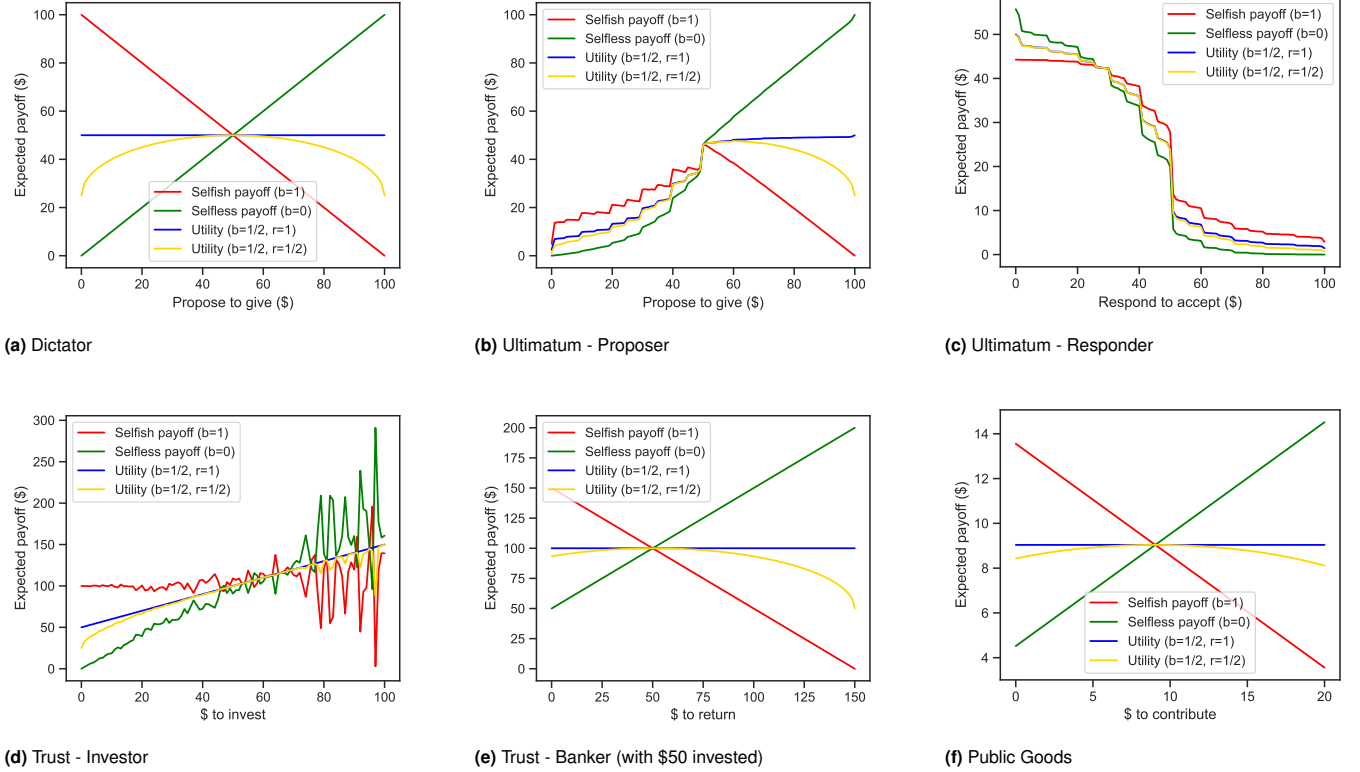 Expected payoff ($)
100
80
60
40
20
0
Selfish payoff (b=1)
Selfless payoff (b=0)
Utility (b=1/2, r=1)
Utility (b=1/2, r=1/2)
0 20 40 60 80 100
Propose to give ($)
(a) Dictator
Expected payoff ($)
100
80
60
40
20
0
Selfish payoff (b=1)
Selfless payoff (b=0)
Utility (b=1/2, r=1)
Utility (b=1/2, r=1/2)
0 20 40 60 80 100
Propose to give ($)
(b) Ultimatum - Proposer
Expected payoff ($)
50
40
30
20
10
0
Selfish payoff (b=1)
Selfless payoff (b=0)
Utility (b=1/2, r=1)
Utility (b=1/2, r=1/2)
0 20 40 60 80 100
Respond to accept ($)
(c) Ultimatum - Responder
Expected payoff ($)
300
250
200
150
100
50
0
Selfish payoff (b=1)
Selfless payoff (b=0)
Utility (b=1/2, r=1)
Utility (b=1/2, r=1/2)
0 20 40 60 80 100
$ to invest
(d) Trust - Investor
Expected payoff ($)
200
175
150
125
100
75
50
25
0
Selfish payoff (b=1)
Selfless payoff (b=0)
Utility (b=1/2, r=1)
Utility (b=1/2, r=1/2)
0 25 50 75 100 125 150
$ to return
(e) Trust - Banker (with $50 invested)
Expected payoff ($)
14
12
10
8
6
4
Selfish payoff (b=1)
Selfless payoff (b=0)
Utility (b=1/2, r=1)
Utility (b=1/2, r=1/2)
0 5 10 15 20
$ to contribute
(f) Public Goods